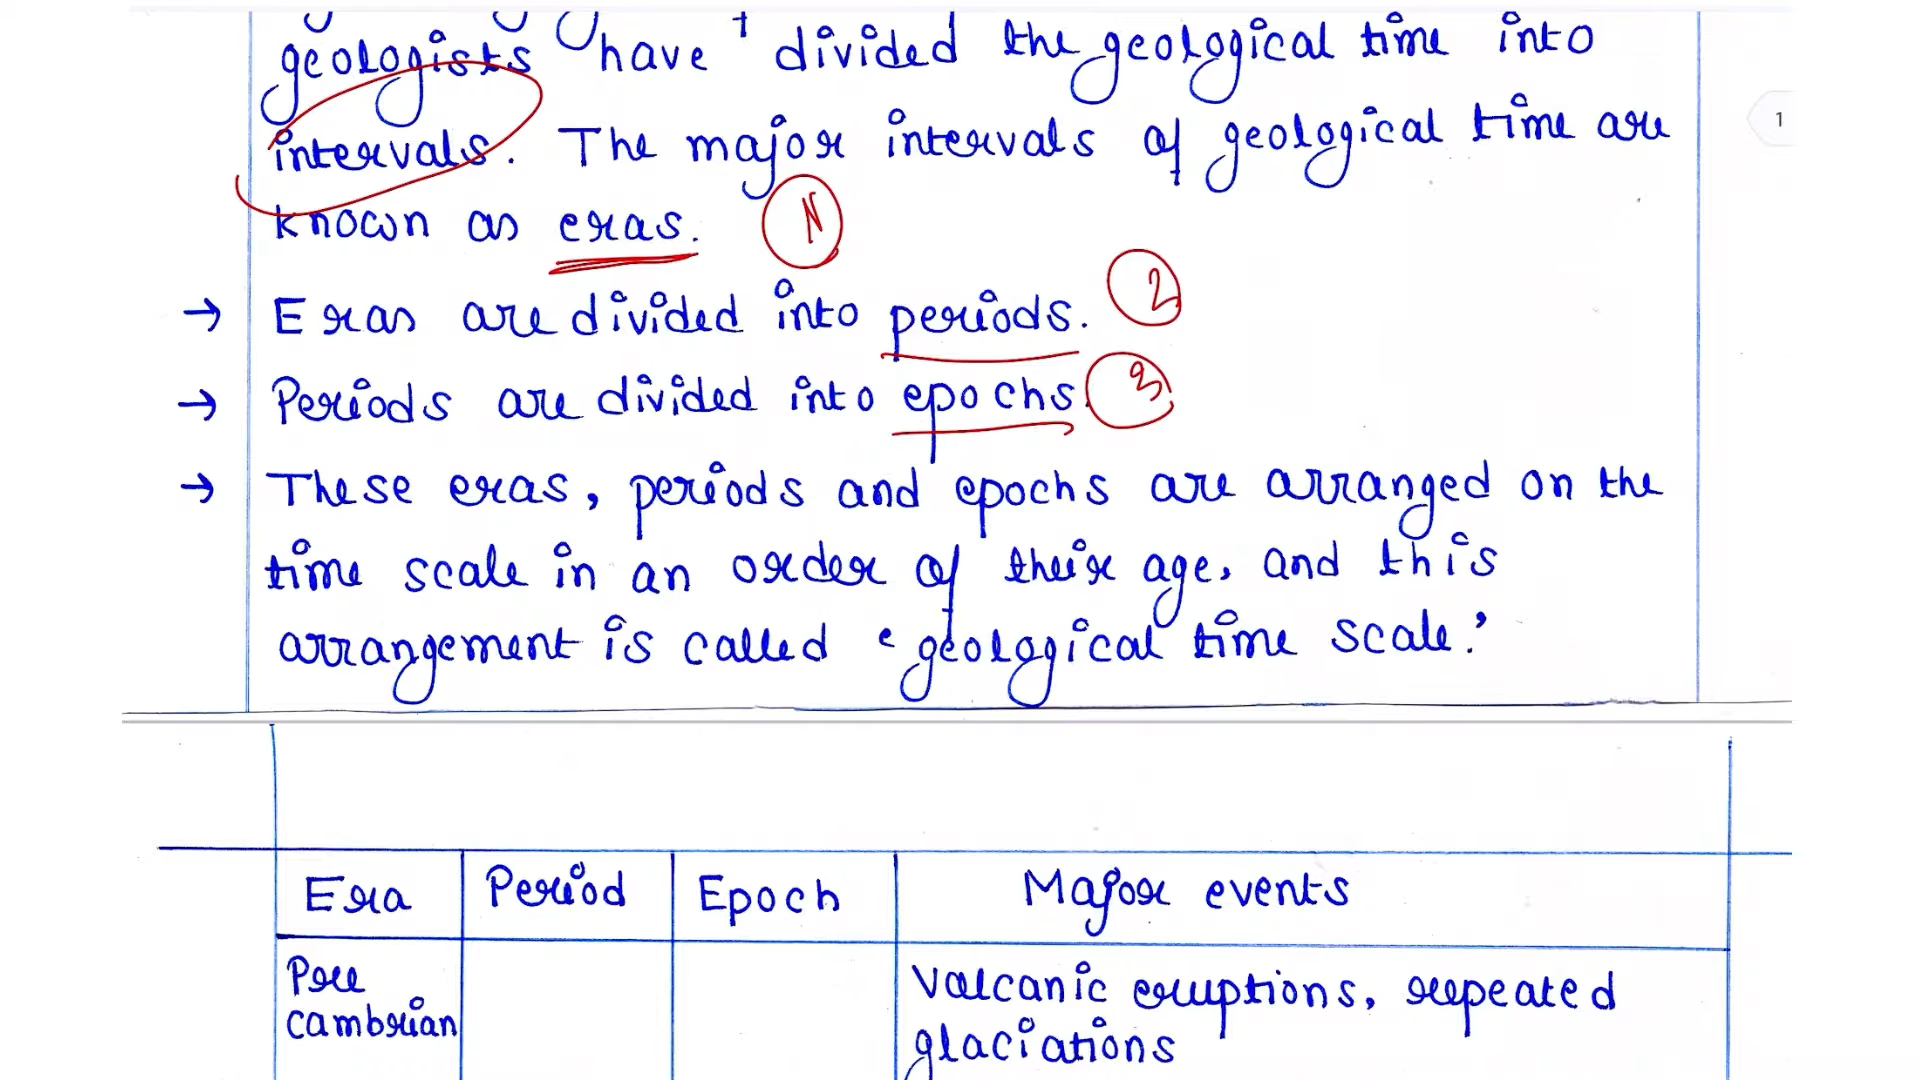 geologists have divided the geological time into
intervals. The major intervals of geological time are
known as eras.
→ Eras are divided into periods. 2
→ Periods are divided into epochs. 3
→ These eras, periods and epochs are arranged on the
time scale in an order of their age, and this
arrangement is called 'geological time scale.'
1
Era Period Epoch Major events
Pre
cambrian
Valcanic eruptions, repeated
glaciations